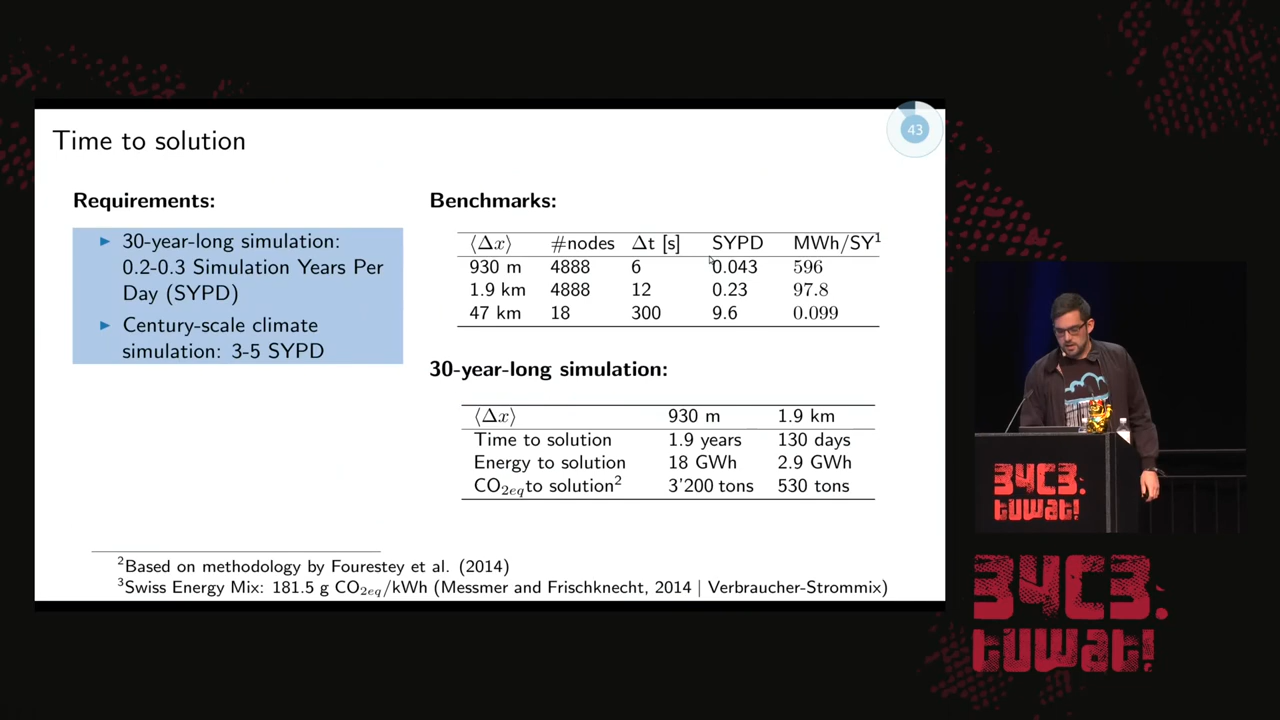 Time to solution
43
Requirements:
► 30-year-long simulation:
0.2-0.3 Simulation Years Per
Day (SYPD)
► Century-scale climate
simulation: 3-5 SYPD
Benchmarks:
⟨Δx⟩ #nodes Δt [s] SYPD MWh/SY¹
930 m 4888 6 0.043 596
1.9 km 4888 12 0.23 97.8
47 km 18 300 9.6 0.099
30-year-long simulation:
⟨Δx⟩ 930 m 1.9 km
Time to solution 1.9 years 130 days
Energy to solution 18 GWh 2.9 GWh
CO₂eq to solution² 3'200 tons 530 tons
²Based on methodology by Fourestey et al. (2014)
³Swiss Energy Mix: 181.5 g CO₂eq/kWh (Messmer and Frischknecht, 2014 | Verbraucher-Strommix)
34C3.
tuwat!
34C3.
tuwat!